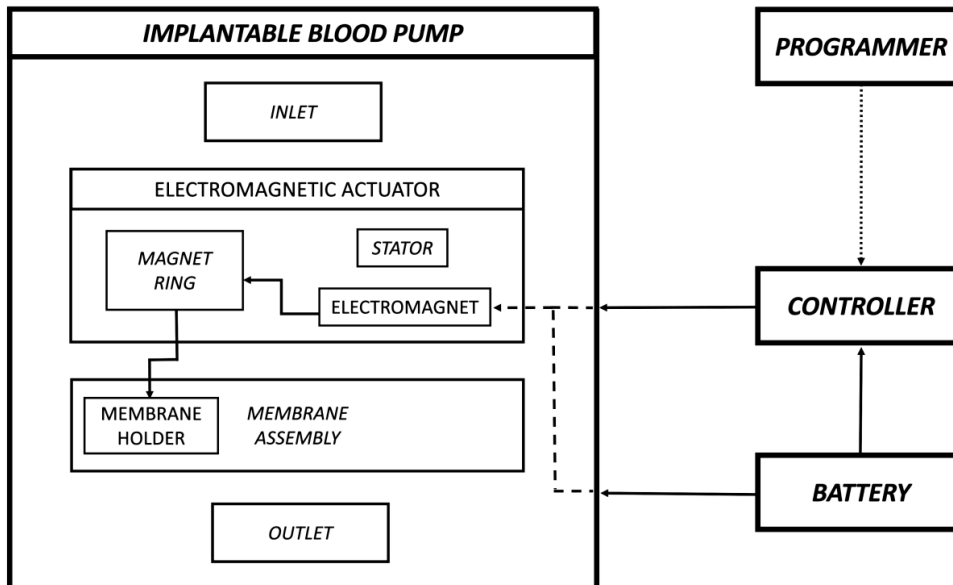 IMPLANTABLE BLOOD PUMP
PROGRAMMER
INLET
ELECTROMAGNETIC ACTUATOR
MAGNET
RING
STATOR
ELECTROMAGNET
CONTROLLER
MEMBRANE
HOLDER
MEMBRANE
ASSEMBLY
BATTERY
OUTLET